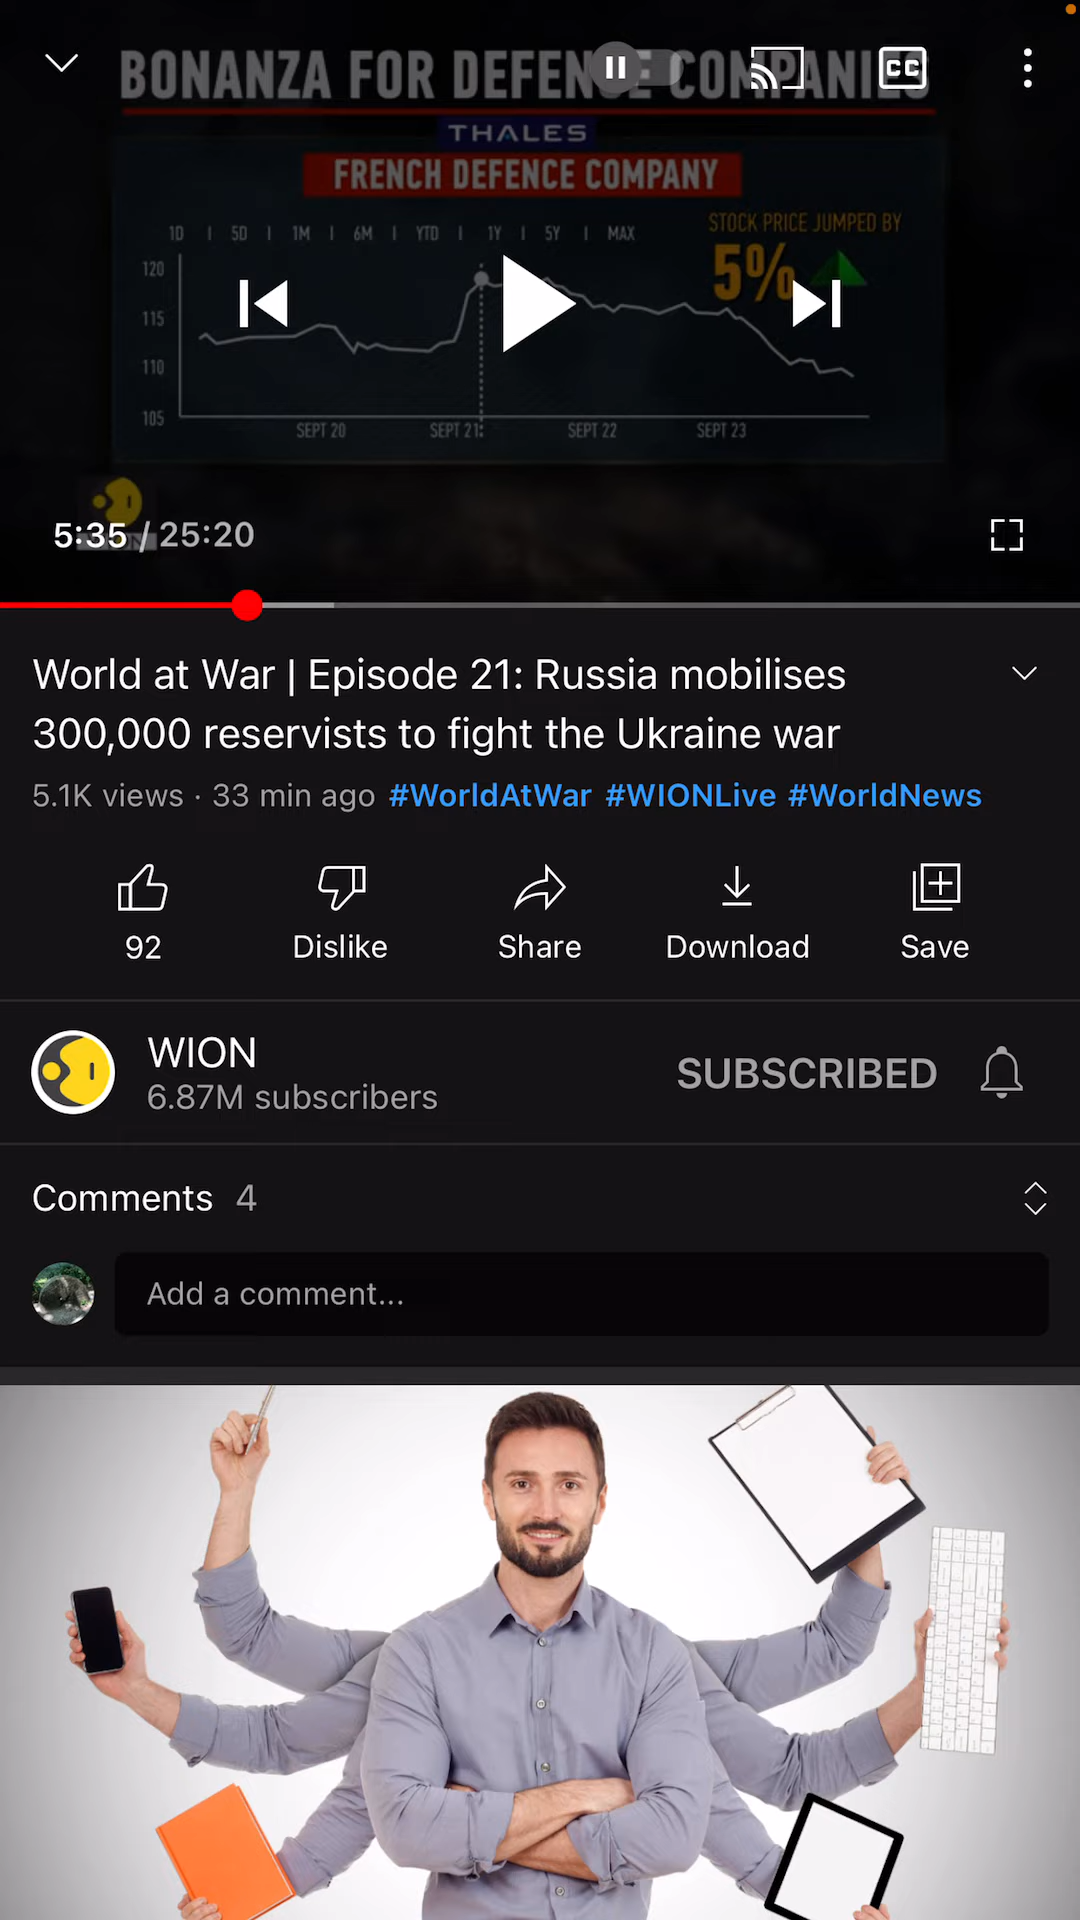 BONANZA FOR DEFENCE COMPANIES
CC
THALES
FRENCH DEFENCE COMPANY
1D | 5D | 1M | 6M | YTD | 1Y | 5Y | MAX
STOCK PRICE JUMPED BY
5%
120
115
110
105
SEPT 20 SEPT 21 SEPT 22 SEPT 23
5:35 / 25:20
World at War | Episode 21: Russia mobilises
300,000 reservists to fight the Ukraine war
5.1K views · 33 min ago #WorldAtWar #WIONLive #WorldNews
92 Dislike Share Download Save
WION
6.87M subscribers
SUBSCRIBED
Comments 4
Add a comment...